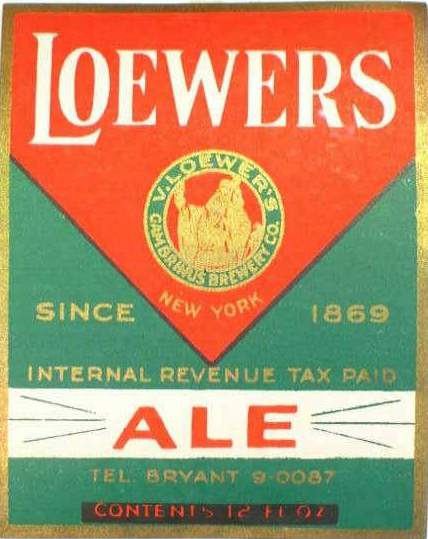 LOEWERS
V. LOEWER'S
GAMBRINUS BREWERY CO.
NEW YORK
SINCE 1869
INTERNAL REVENUE TAX PAID
ALE
TEL. BRYANT 9-0087
CONTENTS 12 FL OZ